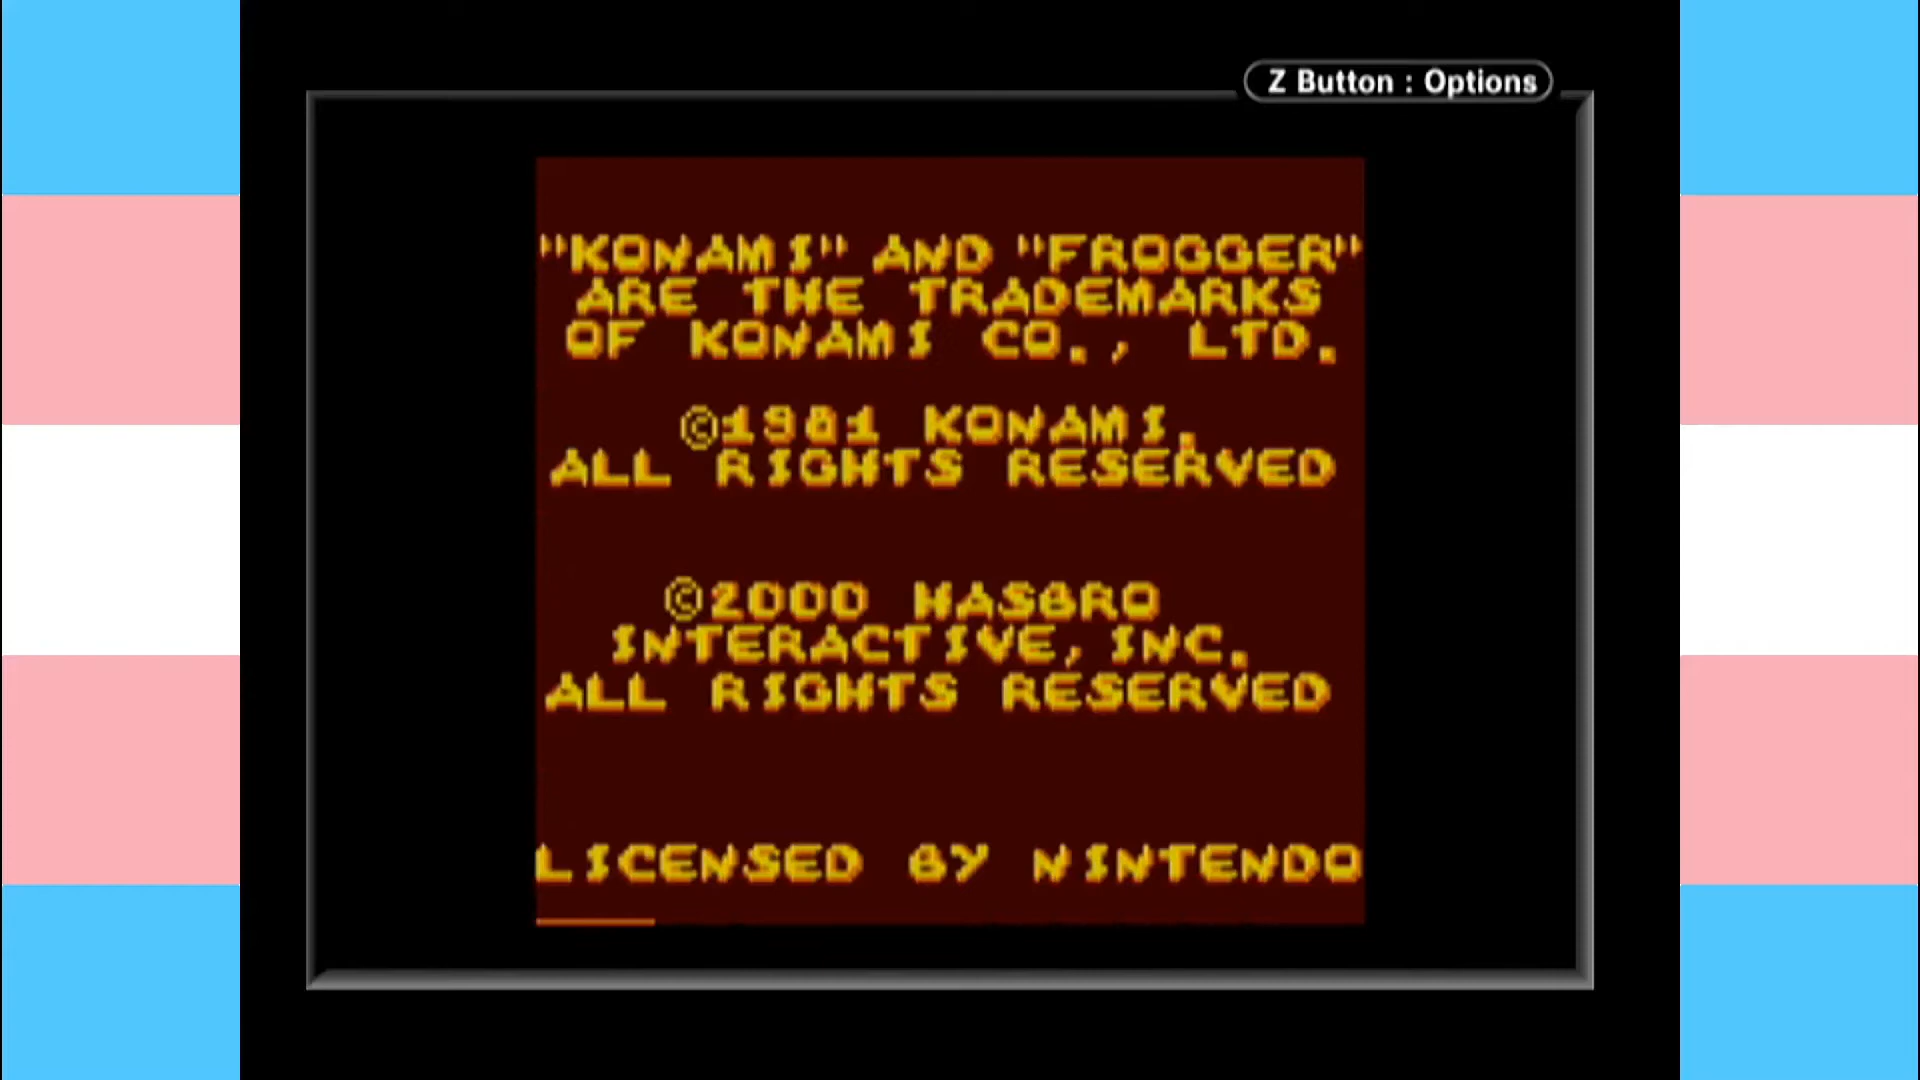 Z Button : Options
"KONAMI" AND "FROGGER"
ARE THE TRADEMARKS
OF KONAMI CO., LTD.
©1981 KONAMI.
ALL RIGHTS RESERVED
©2000 HASBRO
INTERACTIVE, INC.
ALL RIGHTS RESERVED
LICENSED BY NINTENDO